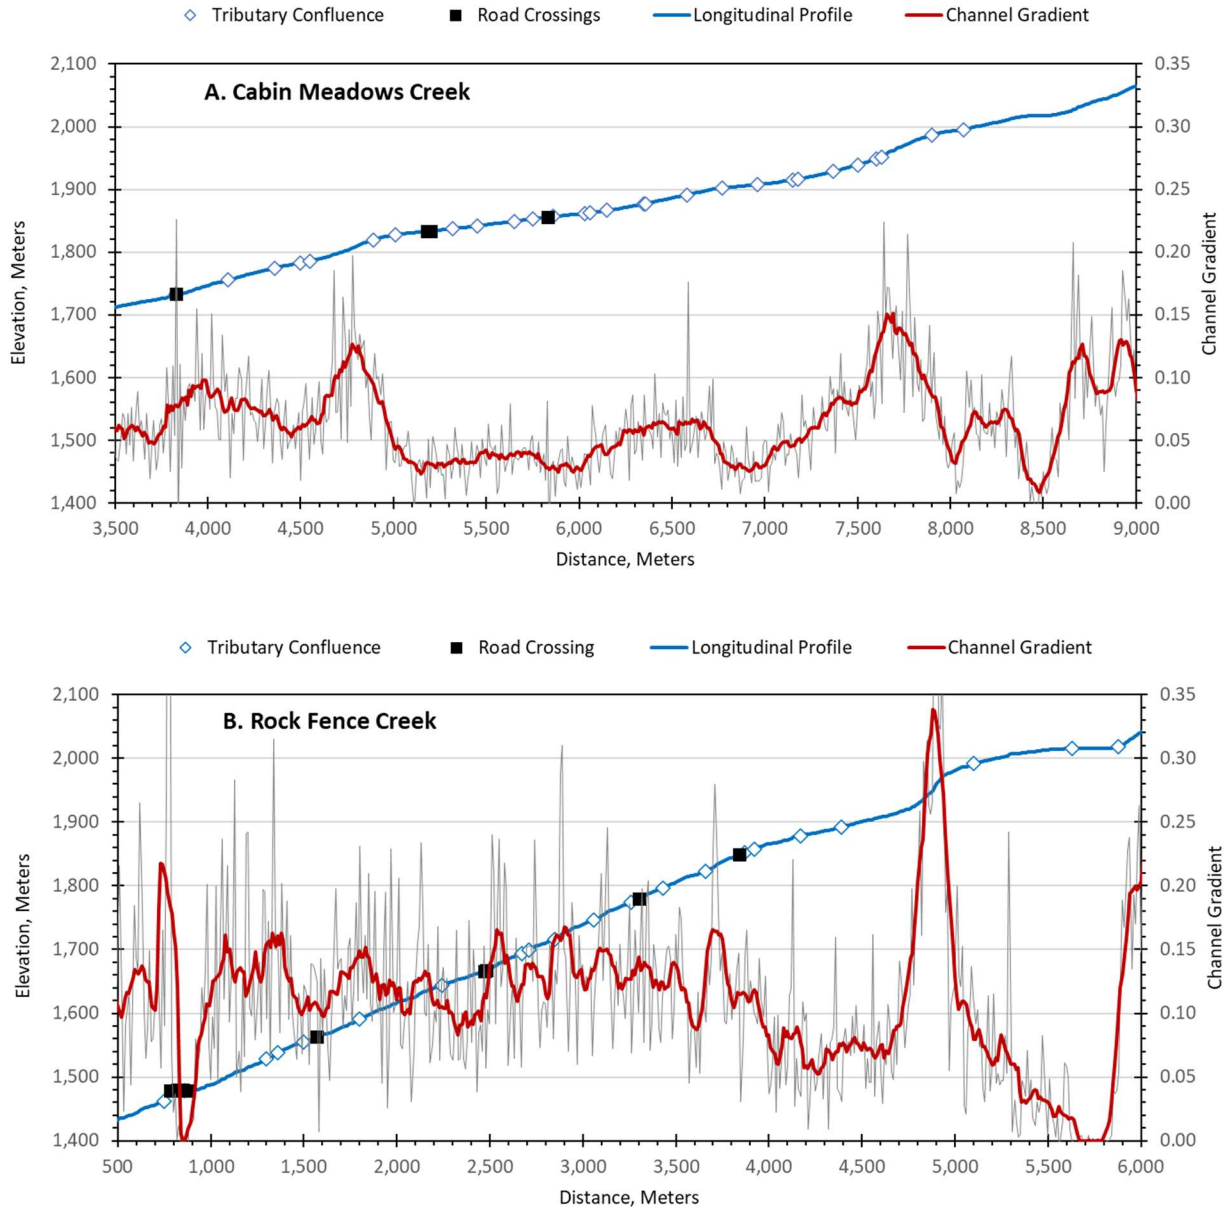 Tributary Confluence Road Crossings Longitudinal Profile Channel Gradient
2,100 0.35
A. Cabin Meadows Creek
2,000 0.30
1,900 0.25
1,800 0.20
1,700 0.15
1,600 0.10
1,500 0.05
1,400 0.00
Elevation, Meters
Channel Gradient
3,500 4,000 4,500 5,000 5,500 6,000 6,500 7,000 7,500 8,000 8,500 9,000
Distance, Meters
Tributary Confluence Road Crossing Longitudinal Profile Channel Gradient
2,100 0.35
B. Rock Fence Creek
2,000 0.30
1,900 0.25
1,800 0.20
1,700 0.15
1,600 0.10
1,500 0.05
1,400 0.00
Elevation, Meters
Channel Gradient
500 1,000 1,500 2,000 2,500 3,000 3,500 4,000 4,500 5,000 5,500 6,000
Distance, Meters